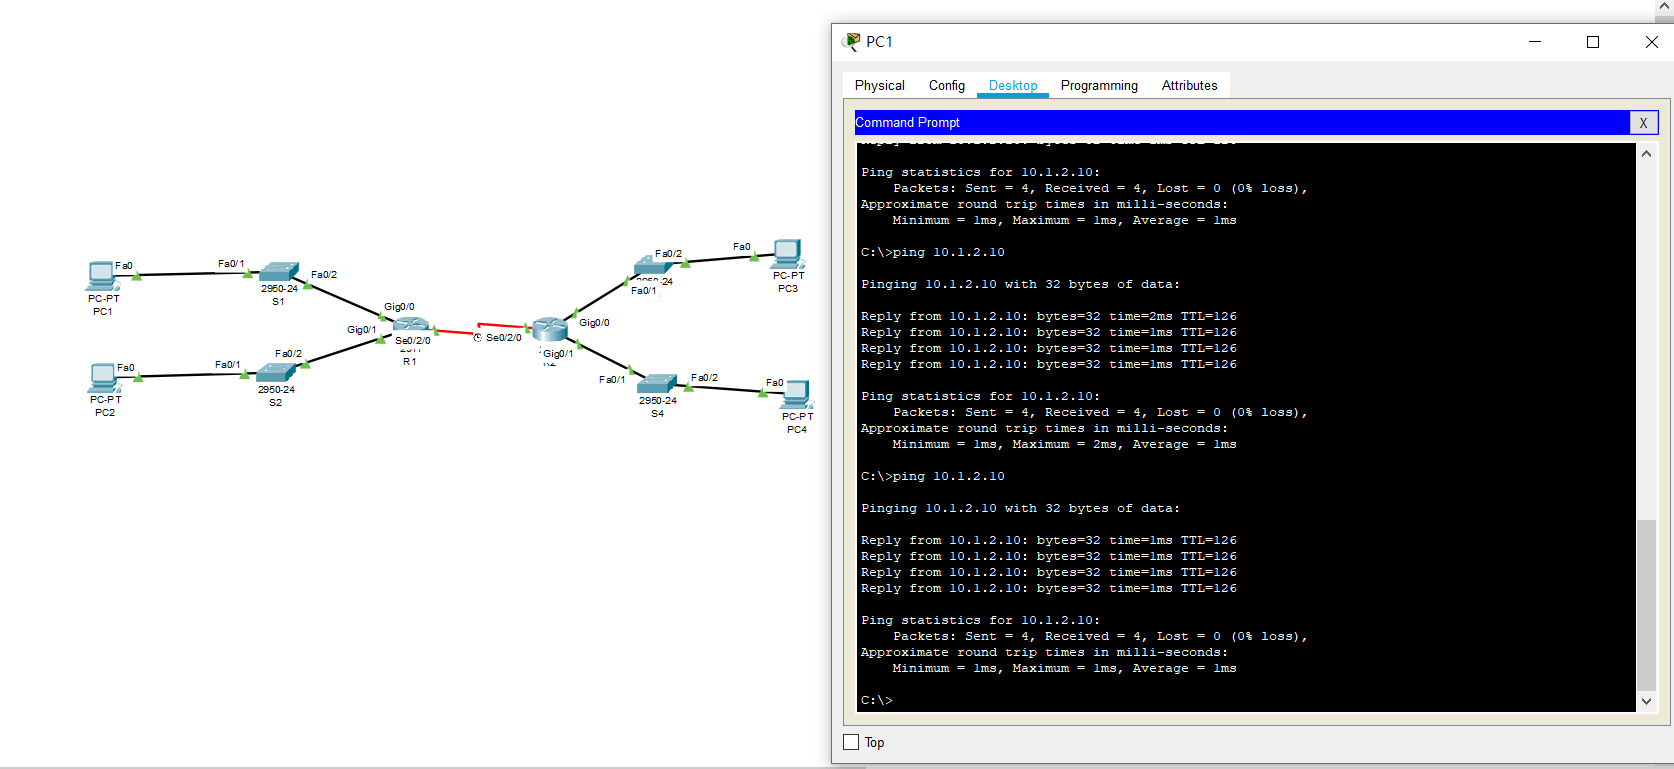 PC1
Physical
Config
Desktop
Programming
Attributes
Command Prompt
X
Ping statistics for 10.1.2.10:
Packets: Sent = 4, Received = 4, Lost = 0 (0% loss),
Approximate round trip times in milli-seconds:
Minimum = 1ms, Maximum = 1ms, Average = 1ms
C:\>ping 10.1.2.10
Pinging 10.1.2.10 with 32 bytes of data:
Reply from 10.1.2.10: bytes=32 time=2ms TTL=126
Reply from 10.1.2.10: bytes=32 time=1ms TTL=126
Reply from 10.1.2.10: bytes=32 time=1ms TTL=126
Reply from 10.1.2.10: bytes=32 time=1ms TTL=126
Ping statistics for 10.1.2.10:
Packets: Sent = 4, Received = 4, Lost = 0 (0% loss),
Approximate round trip times in milli-seconds:
Minimum = 1ms, Maximum = 2ms, Average = 1ms
C:\>ping 10.1.2.10
Pinging 10.1.2.10 with 32 bytes of data:
Reply from 10.1.2.10: bytes=32 time=1ms TTL=126
Reply from 10.1.2.10: bytes=32 time=1ms TTL=126
Reply from 10.1.2.10: bytes=32 time=1ms TTL=126
Reply from 10.1.2.10: bytes=32 time=1ms TTL=126
Ping statistics for 10.1.2.10:
Packets: Sent = 4, Received = 4, Lost = 0 (0% loss),
Approximate round trip times in milli-seconds:
Minimum = 1ms, Maximum = 1ms, Average = 1ms
C:\>
Top
Fa0
PC-PT
PC1
Fa0/1
Fa0/2
2950-24
S1
Gig0/0
Gig0/1
Se0/2/0
R1
Fa0
PC-PT
PC2
Fa0/1
Fa0/2
2950-24
S2
Se0/2/0
Gig0/0
Gig0/1
Fa0/2
Fa0/1
Fa0
PC-PT
PC3
Fa0/1
Fa0/2
2950-24
S4
Fa0
PC-PT
PC4